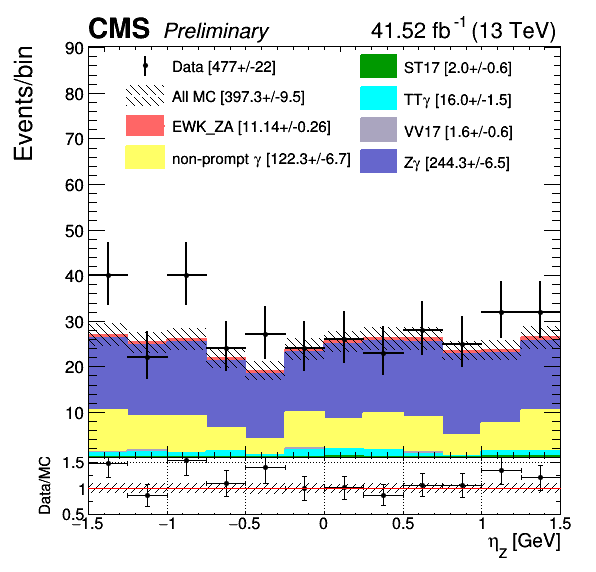 CMS Preliminary 41.52 fb⁻¹ (13 TeV)
Events/bin
90
80
70
60
50
40
30
20
10
Data [477+/-22]
All MC [397.3+/-9.5]
EWK_ZA [11.14+/-0.26]
non-prompt γ [122.3+/-6.7]
ST17 [2.0+/-0.6]
TTγ [16.0+/-1.5]
VV17 [1.6+/-0.6]
Zγ [244.3+/-6.5]
Data/MC
1.5
1
0.5
−1.5 −1 −0.5 0 0.5 1 1.5
η_Z [GeV]